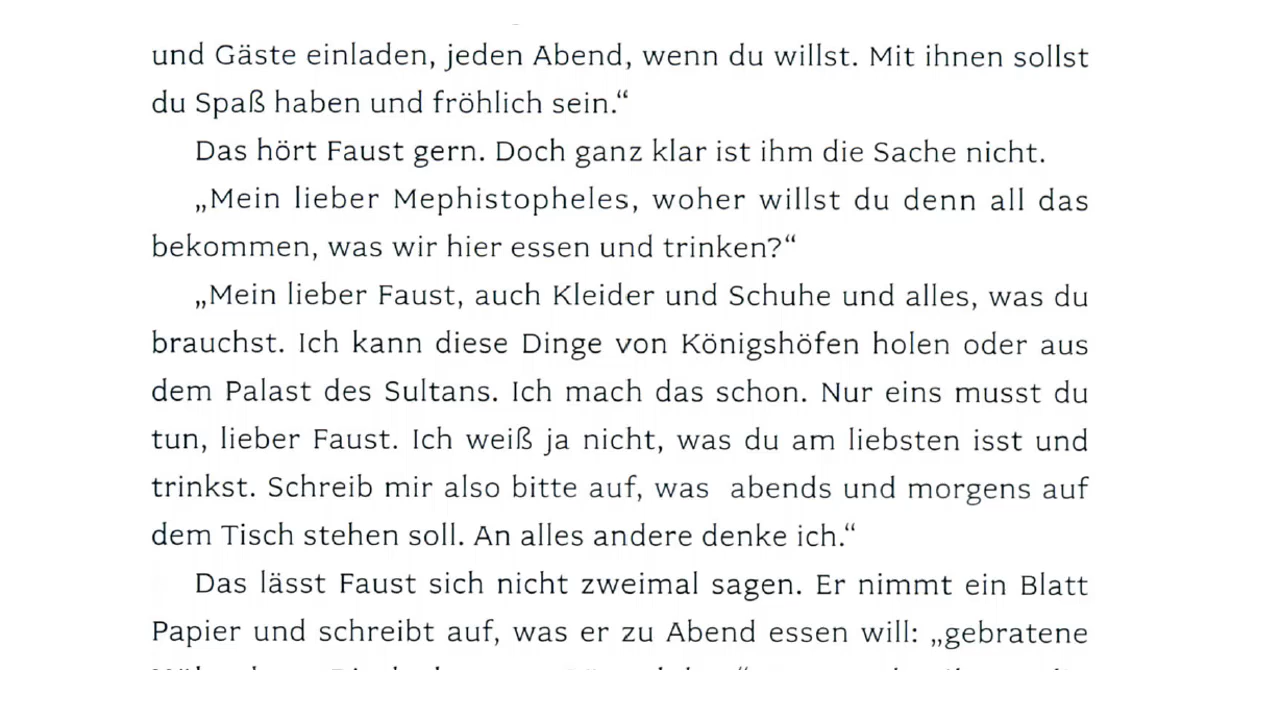 und Gäste einladen, jeden Abend, wenn du willst. Mit ihnen sollst
du Spaß haben und fröhlich sein.“
Das hört Faust gern. Doch ganz klar ist ihm die Sache nicht.
„Mein lieber Mephistopheles, woher willst du denn all das
bekommen, was wir hier essen und trinken?“
„Mein lieber Faust, auch Kleider und Schuhe und alles, was du
brauchst. Ich kann diese Dinge von Königshöfen holen oder aus
dem Palast des Sultans. Ich mach das schon. Nur eins musst du
tun, lieber Faust. Ich weiß ja nicht, was du am liebsten isst und
trinkst. Schreib mir also bitte auf, was  abends und morgens auf
dem Tisch stehen soll. An alles andere denke ich.“
Das lässt Faust sich nicht zweimal sagen. Er nimmt ein Blatt
Papier und schreibt auf, was er zu Abend essen will: „gebratene